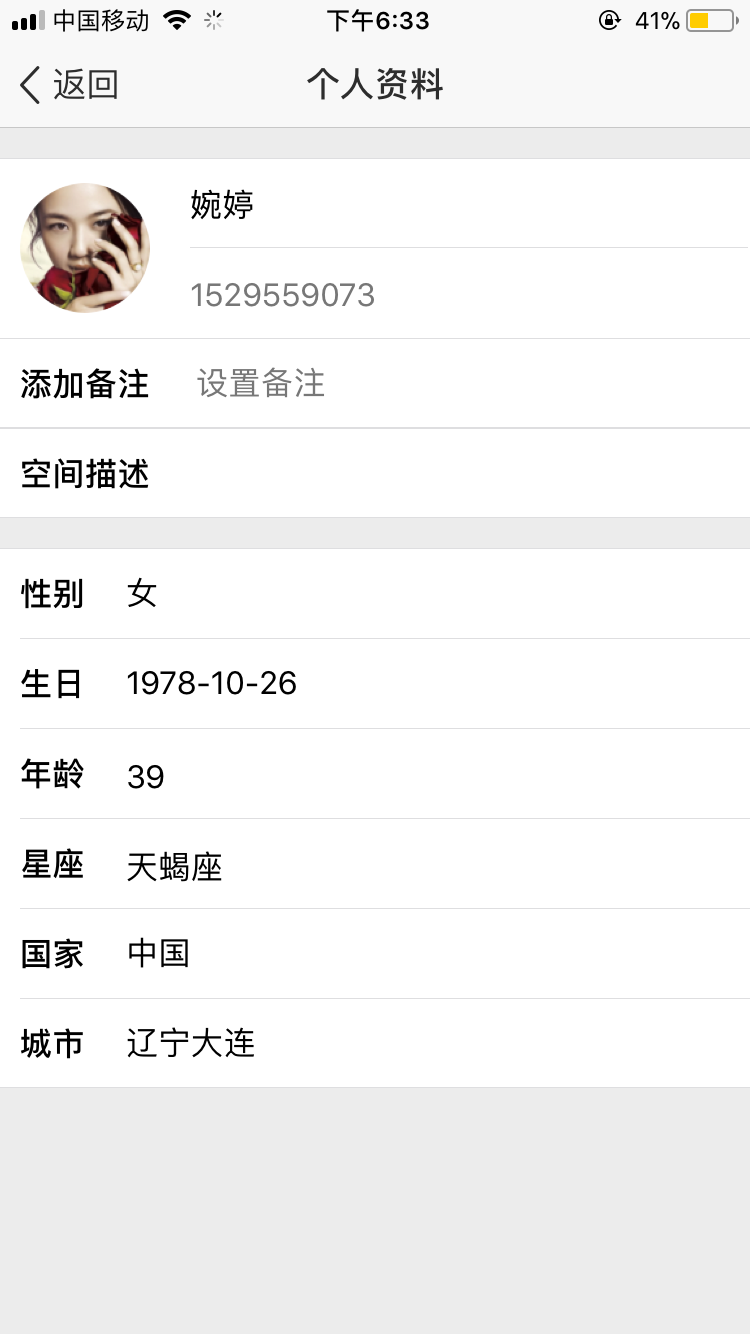 中国移动 下午6:33 41%
返回 个人资料
婉婷
1529559073
添加备注 设置备注
空间描述
性别 女
生日 1978-10-26
年龄 39
星座 天蝎座
国家 中国
城市 辽宁大连